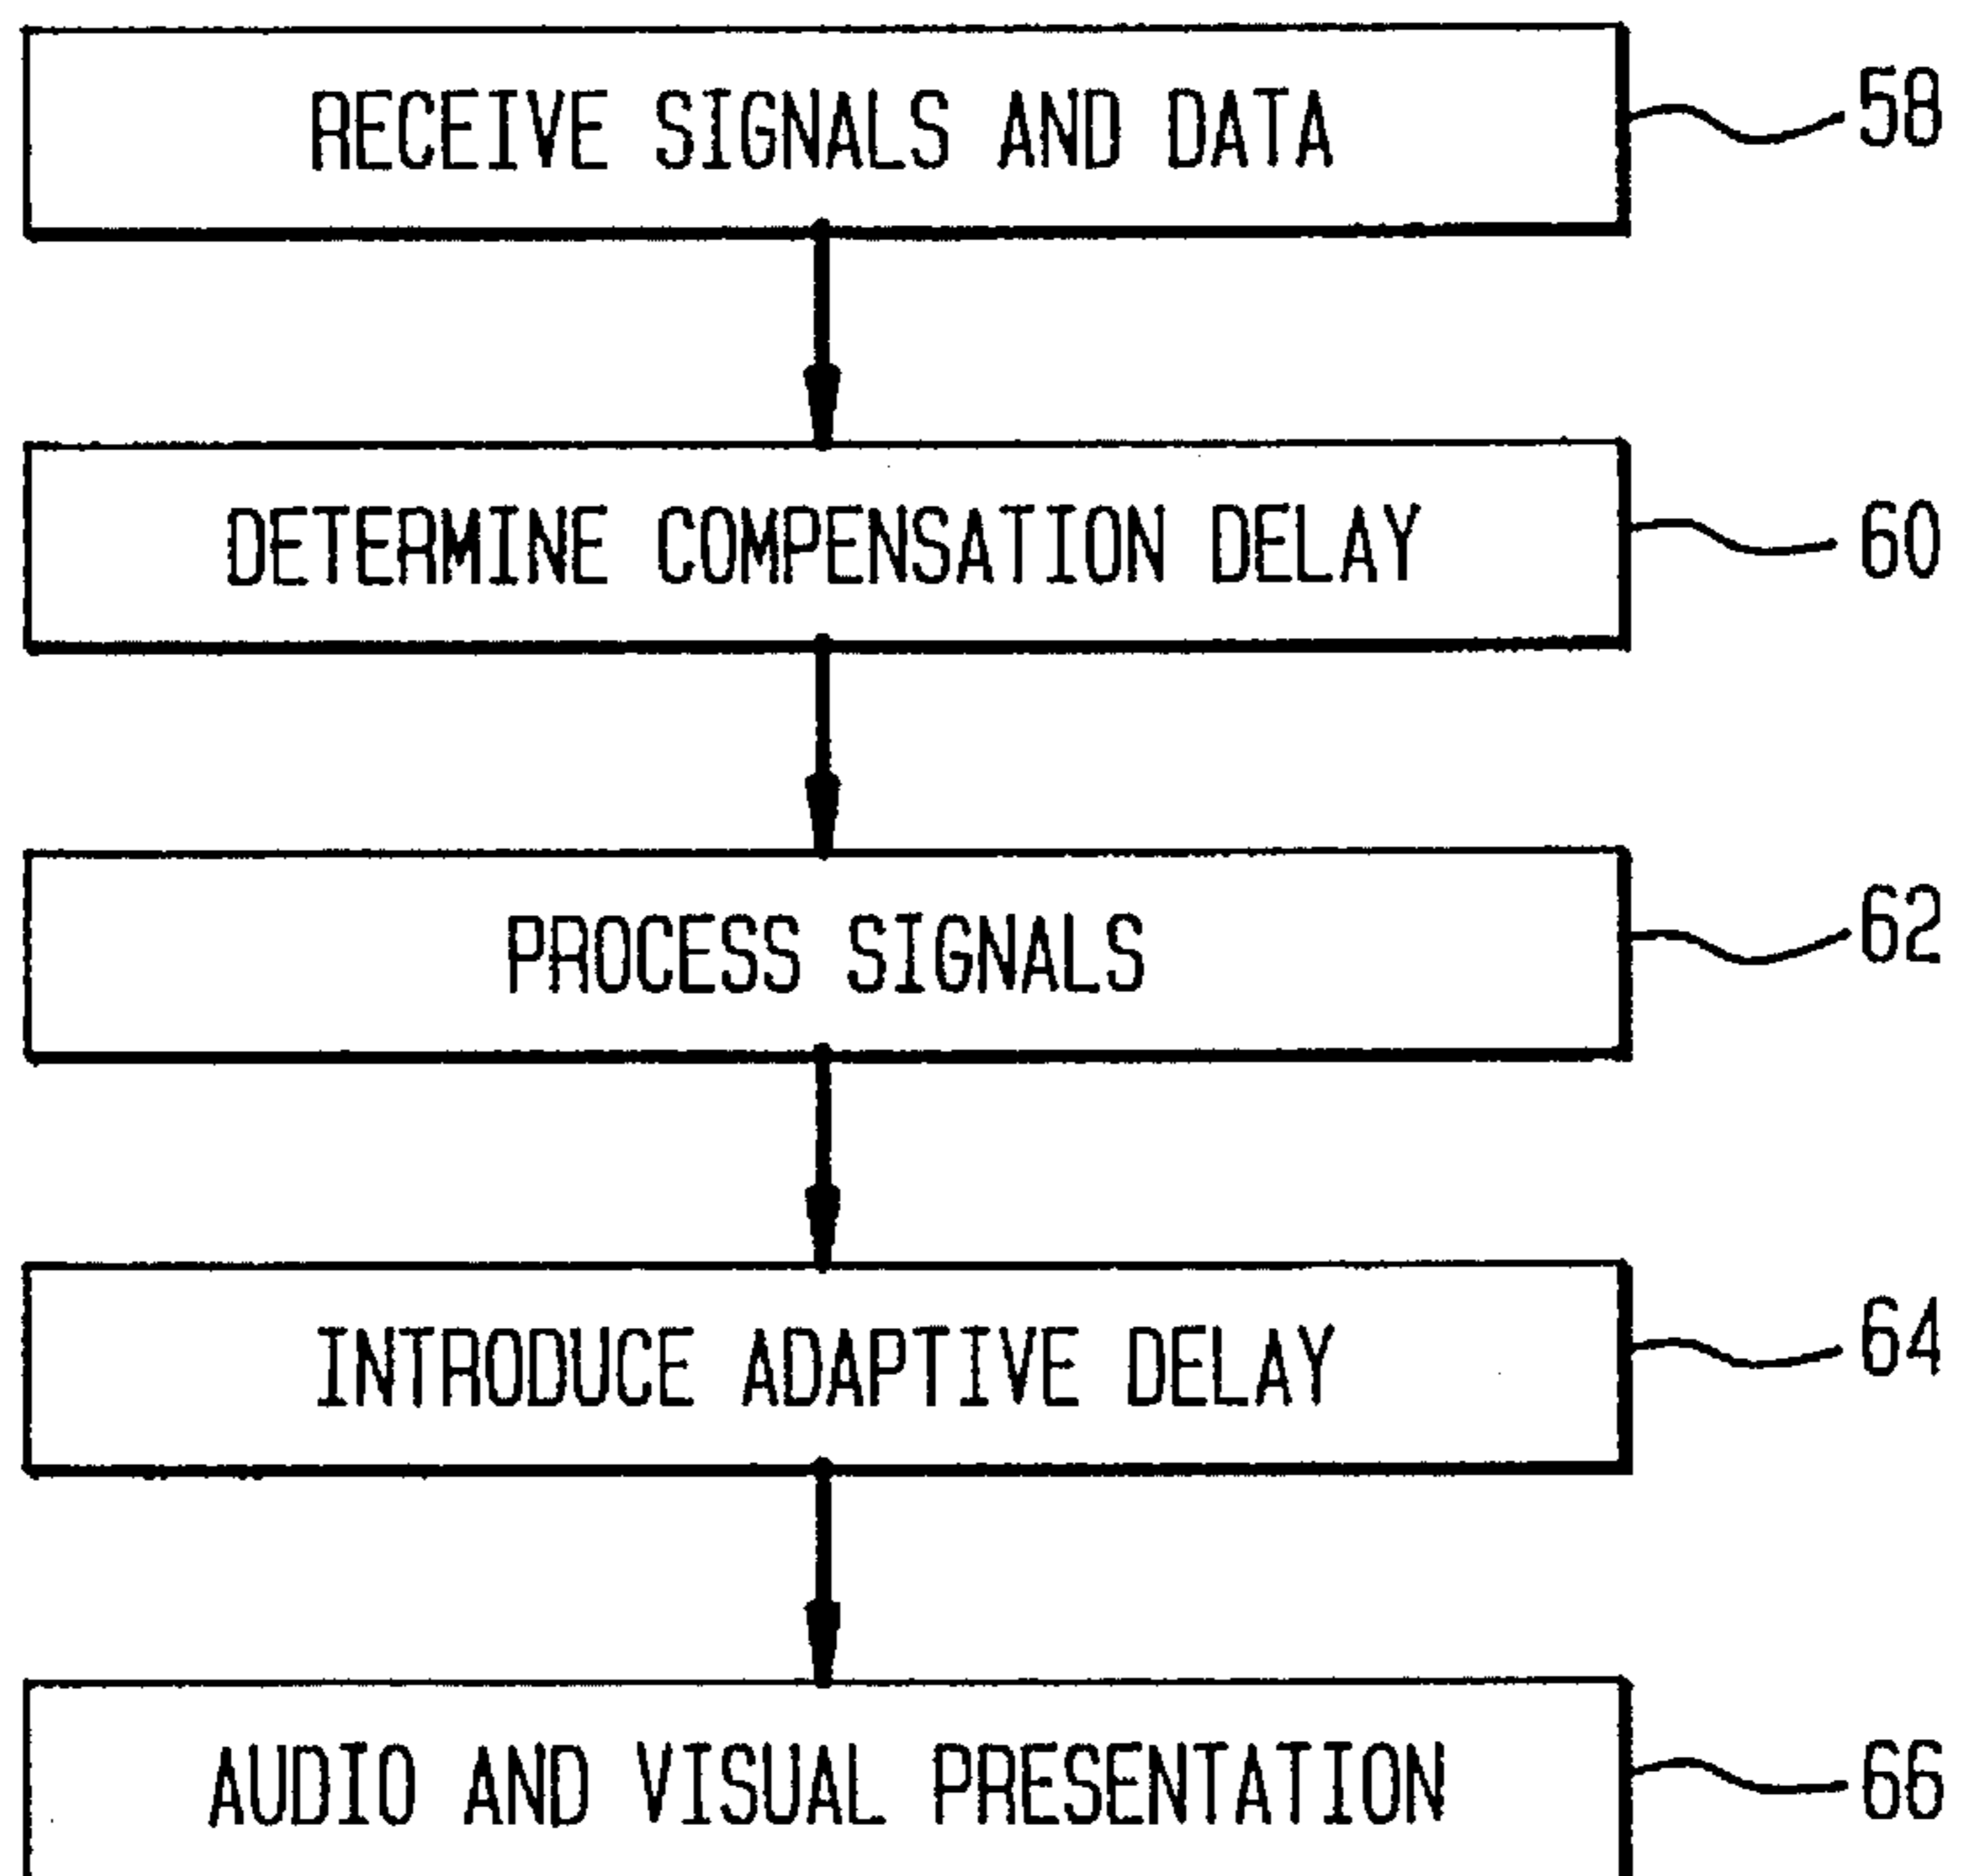 RECEIVE SIGNALS AND DATA 58
DETERMINE COMPENSATION DELAY 60
PROCESS SIGNALS 62
INTRODUCE ADAPTIVE DELAY 64
AUDIO AND VISUAL PRESENTATION 66